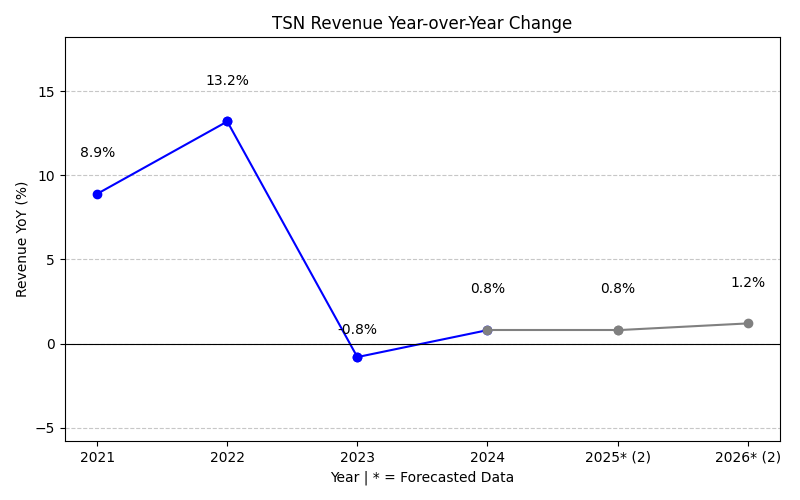 TSN Revenue Year-over-Year Change
Revenue YoY (%)
15
10
5
0
−5
8.9%
13.2%
-0.8%
0.8%
0.8%
1.2%
2021 2022 2023 2024 2025* (2) 2026* (2)
Year | * = Forecasted Data